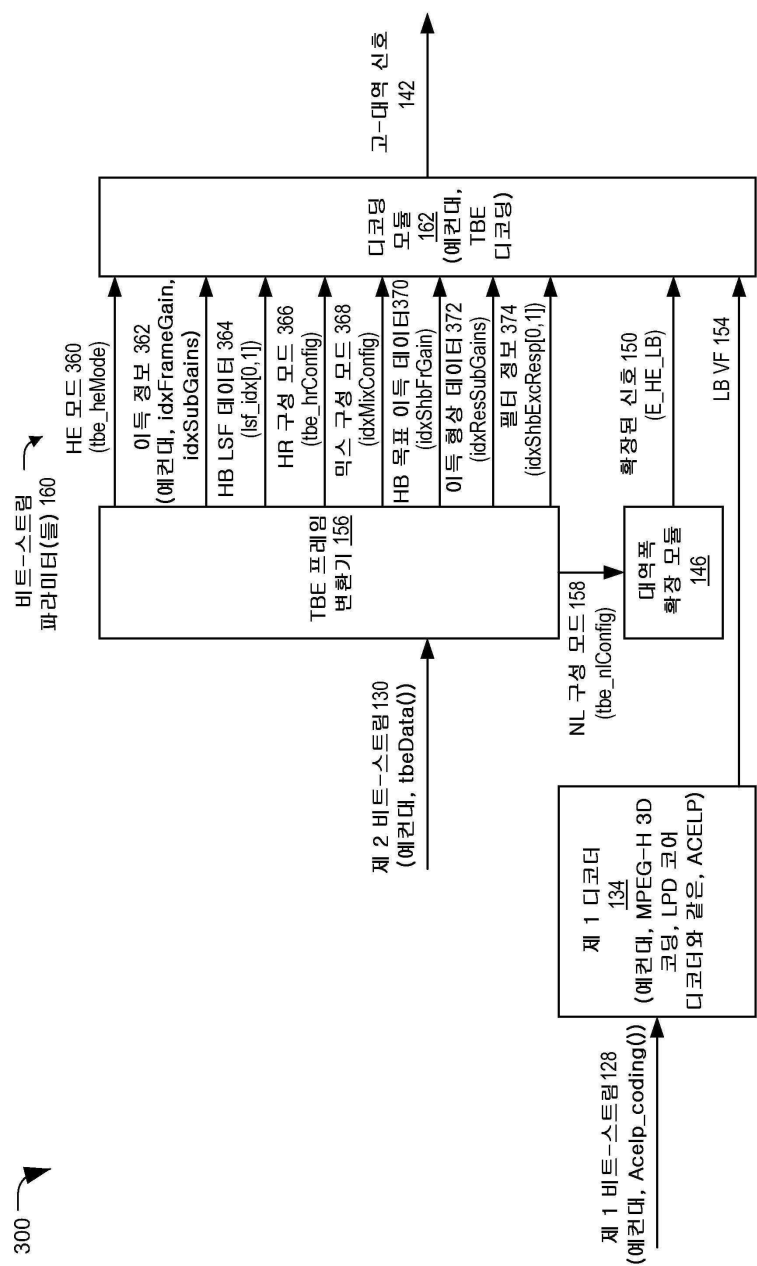 300
비트-스트림
파라미터(들) 160
HE 모드 360
(tbe_heMode)
이득 정보 362
(예컨대, idxFrameGain,
idxSubGains)
HB LSF 데이터 364
(lsf_idx[0,1])
HR 구성 모드 366
(tbe_hrConfig)
믹스 구성 모드 368
(idxMixConfig)
HB 목표 이득 데이터370
(idxShbFrGain)
이득 형상 데이터 372
(idxResSubGains)
필터 정보 374
(idxShbExcResp[0,1])
제 2 비트-스트림130
(예컨대, tbeData())
TBE 프레임
변환기 156
디코딩
모듈
162
(예컨대,
TBE
디코딩)
고-대역 신호
142
NL 구성 모드158
(tbe_nlConfig)
대역폭
확장 모듈
146
확장된 신호 150
(E_HE_LB)
제 1 비트-스트림128
(예컨대, Acelp_coding())
제 1 디코더
134
(예컨대, MPEG-H 3D
코딩, LPD 코어
디코더와 같은, ACELP)
LB VF 154